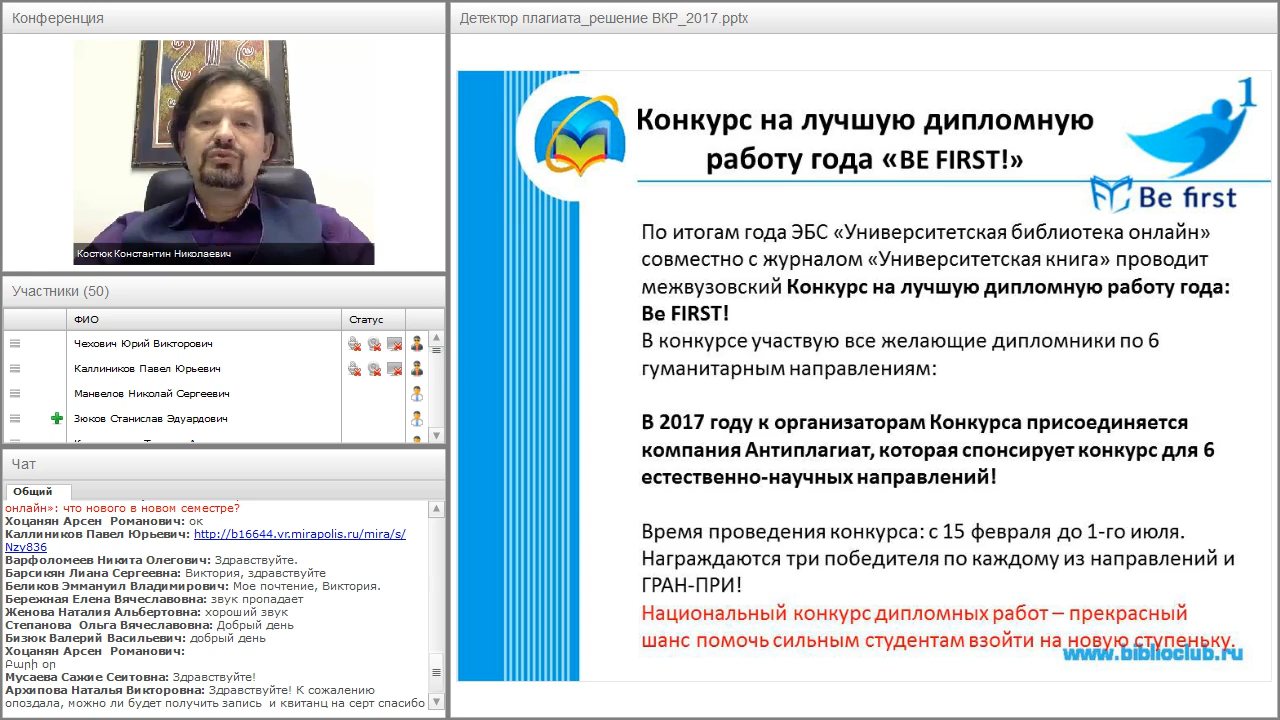 Конференция
Костюк Константин Николаевич
Участники (50)
ФИО
Статус
Чехович Юрий Викторович
Каллиников Павел Юрьевич
Манвелов Николай Сергеевич
Зюков Станислав Эдуардович
Чат
Общий
онлайн»: что нового в новом семестре?
Хоцанян Арсен Романович: ок
Каллиников Павел Юрьевич: http://b16644.vr.mirapolis.ru/mira/s/
Nzy836
Варфоломеев Никита Олегович: Здравствуйте.
Барсикян Лиана Сергеевна: Виктория, здравствуйте
Беликов Эммануил Владимирович: Мое почтение, Виктория.
Бережная Елена Вячеславовна: звук пропадает
Женова Наталия Альбертовна: хороший звук
Степанова Ольга Вячеславовна: Добрый день
Бизюк Валерий Васильевич: добрый день
Хоцанян Арсен Романович:
Բարի օր
Мусаева Сажие Сеитовна: Здравствуйте!
Архипова Наталья Викторовна: Здравствуйте! К сожалению
опоздала, можно ли будет получить запись и квитанц на серт спасибо
Детектор плагиата_решение ВКР_2017.pptx
Конкурс на лучшую дипломную
работу года «BE FIRST!»
1
Be first
По итогам года ЭБС «Университетская библиотека онлайн»
совместно с журналом «Университетская книга» проводит
межвузовский Конкурс на лучшую дипломную работу года:
Be FIRST!
В конкурсе участвую все желающие дипломники по 6
гуманитарным направлениям:
В 2017 году к организаторам Конкурса присоединяется
компания Антиплагиат, которая спонсирует конкурс для 6
естественно-научных направлений!
Время проведения конкурса: с 15 февраля до 1-го июля.
Награждаются три победителя по каждому из направлений и
ГРАН-ПРИ!
Национальный конкурс дипломных работ – прекрасный
шанс помочь сильным студентам взойти на новую ступеньку.
www.biblioclub.ru